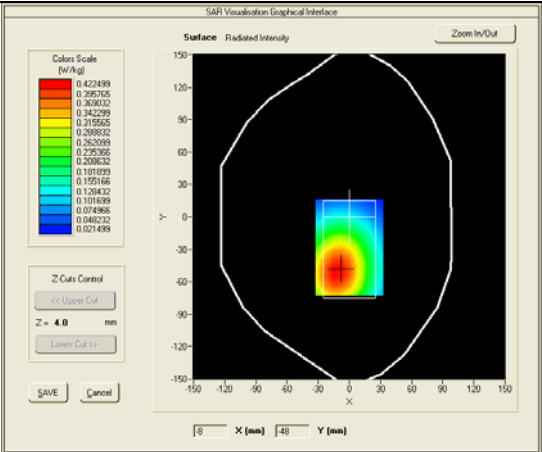 SAR Visualisation Graphical Interface
Surface Radiated Intensity
Zoom In/Out
Colors Scale
(W/kg)
0.422499
0.395765
0.369032
0.342299
0.315565
0.288832
0.262099
0.235366
0.208632
0.181899
0.155166
0.128432
0.101699
0.074966
0.048232
0.021499
Z-Cuts Control
<< Upper Cut
Z = 4.0 mm
Lower Cut >>
SAVE Cancel
150-
120-
90-
60-
30-
0-
-30-
-60-
-90-
-120-
-150-
Y
-150 -120 -90 -60 -30 0 30 60 90 120 150
X
-8 X (mm) -48 Y (mm)